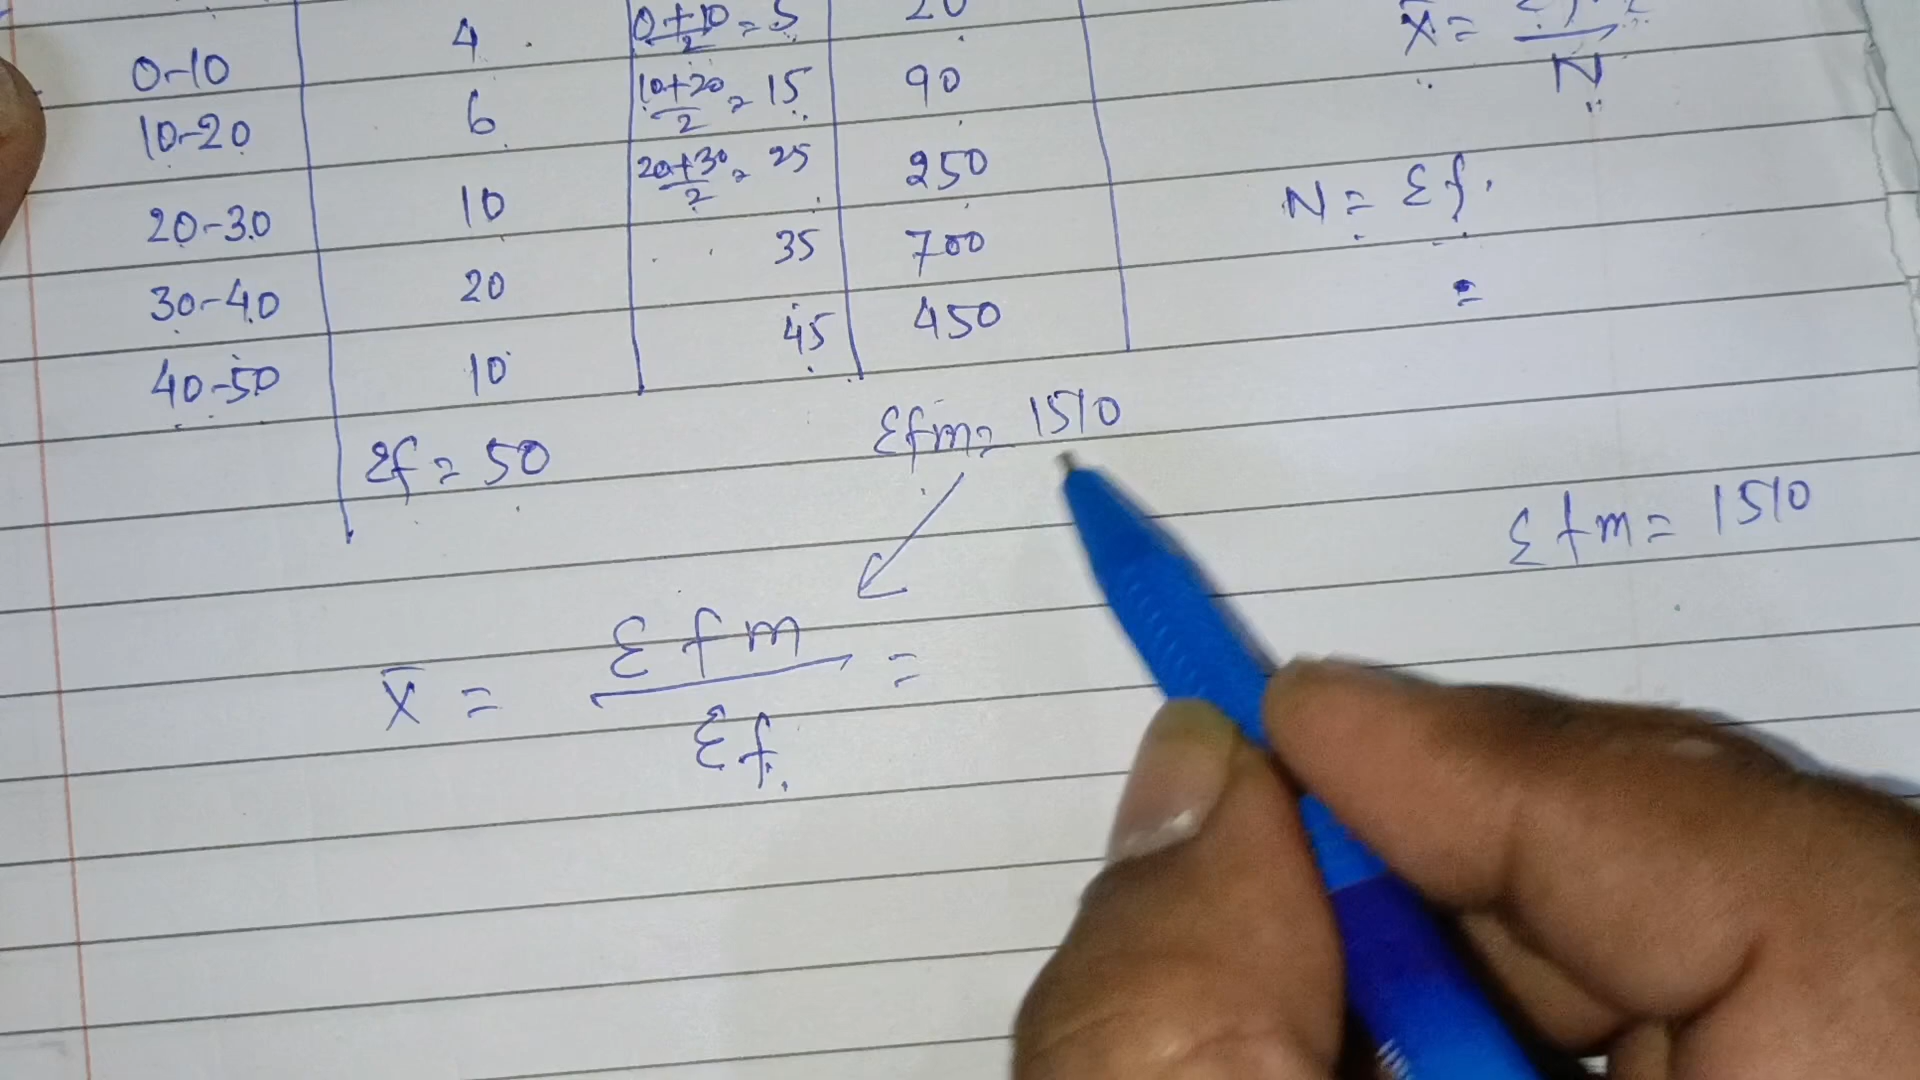 0-10 4 0+10/2 = 5 20
10-20 6 10+20/2 = 15 90
20-30 10 20+30/2 = 25 250
30-40 20 35 700
40-50 10 45 450
Σf = 50 Σfm = 1510
x̄ = Σfm/Σf =
x̄ = /N
N = Σf.
=
Σfm = 1510